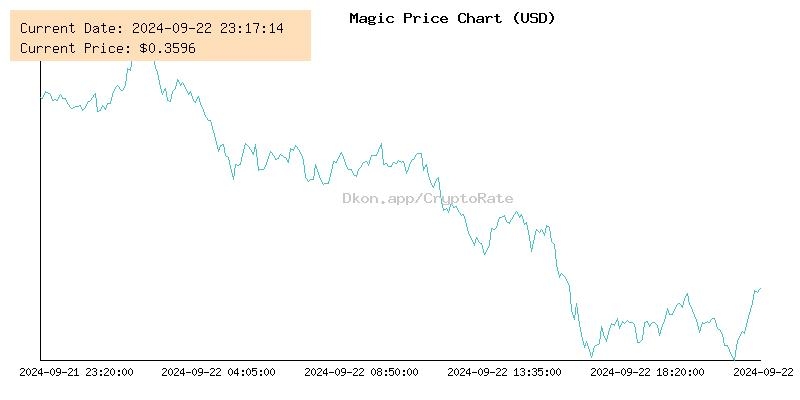 Magic Price Chart (USD)
Current Date: 2024-09-22 23:17:14
Current Price: $0.3596
Dkon.app/CryptoRate
2024-09-21 23:20:00 2024-09-22 04:05:00 2024-09-22 08:50:00 2024-09-22 13:35:00 2024-09-22 18:20:00 2024-09-22